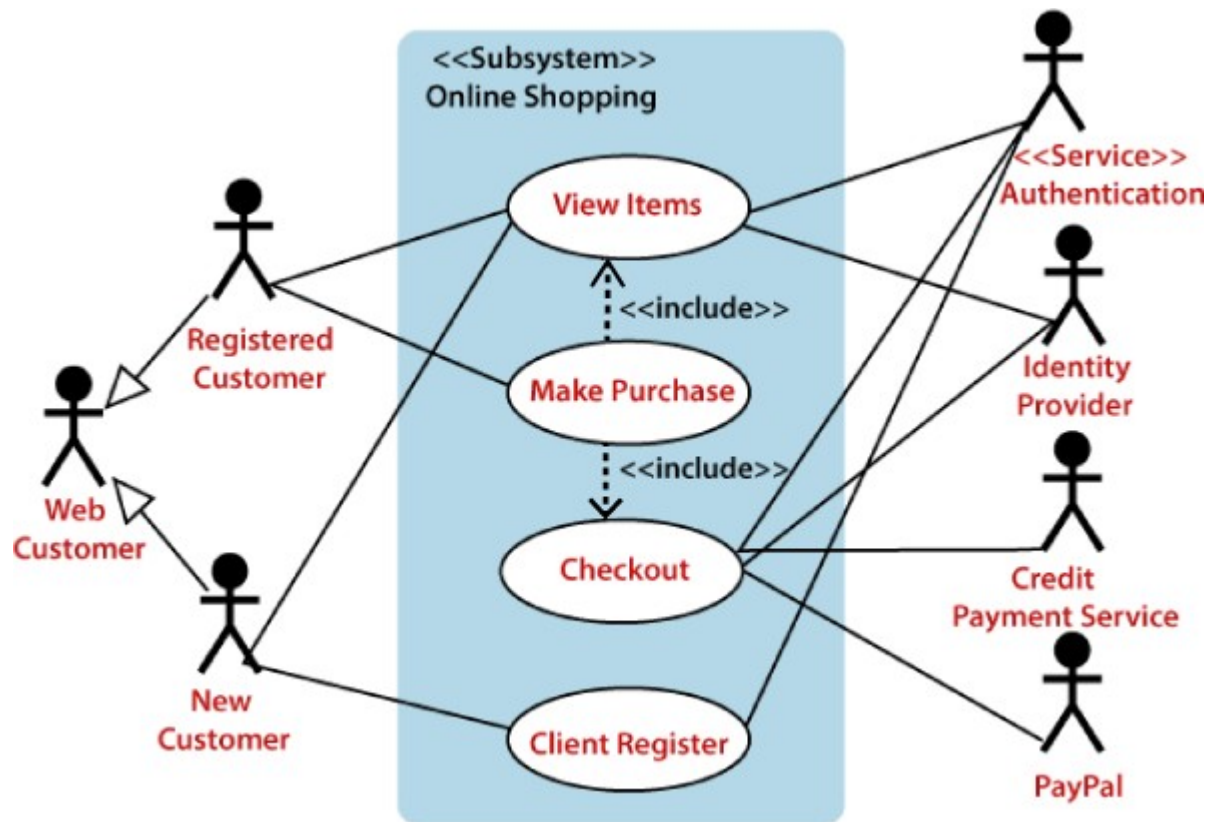 <<Subsystem>>
Online Shopping
View Items
<<include>>
Make Purchase
<<include>>
Checkout
Client Register
Registered
Customer
Web
Customer
New
Customer
<<Service>>
Authentication
Identity
Provider
Credit
Payment Service
PayPal